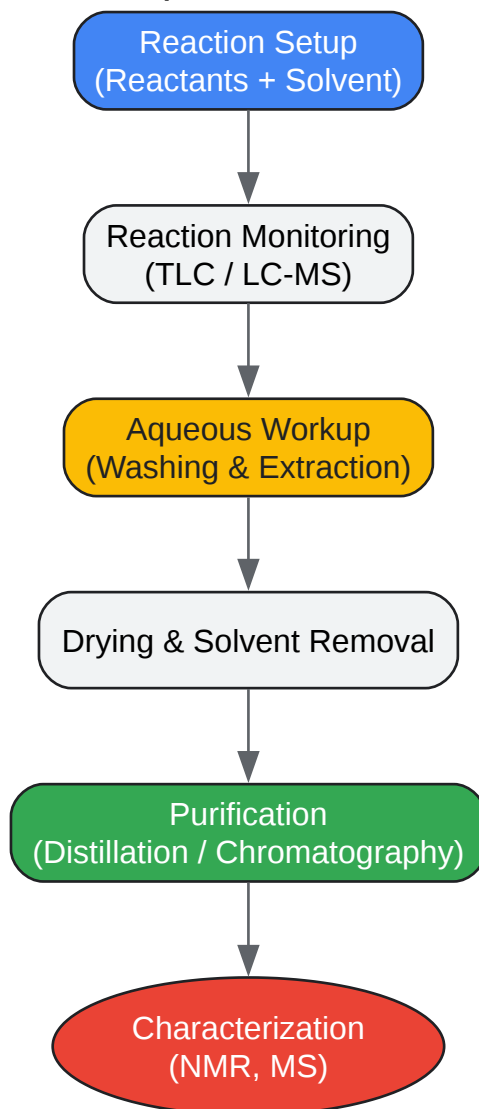 Reaction Setup
(Reactants + Solvent)
Reaction Monitoring
(TLC / LC-MS)
Aqueous Workup
(Washing & Extraction)
Drying & Solvent Removal
Purification
(Distillation / Chromatography)
Characterization
(NMR, MS)